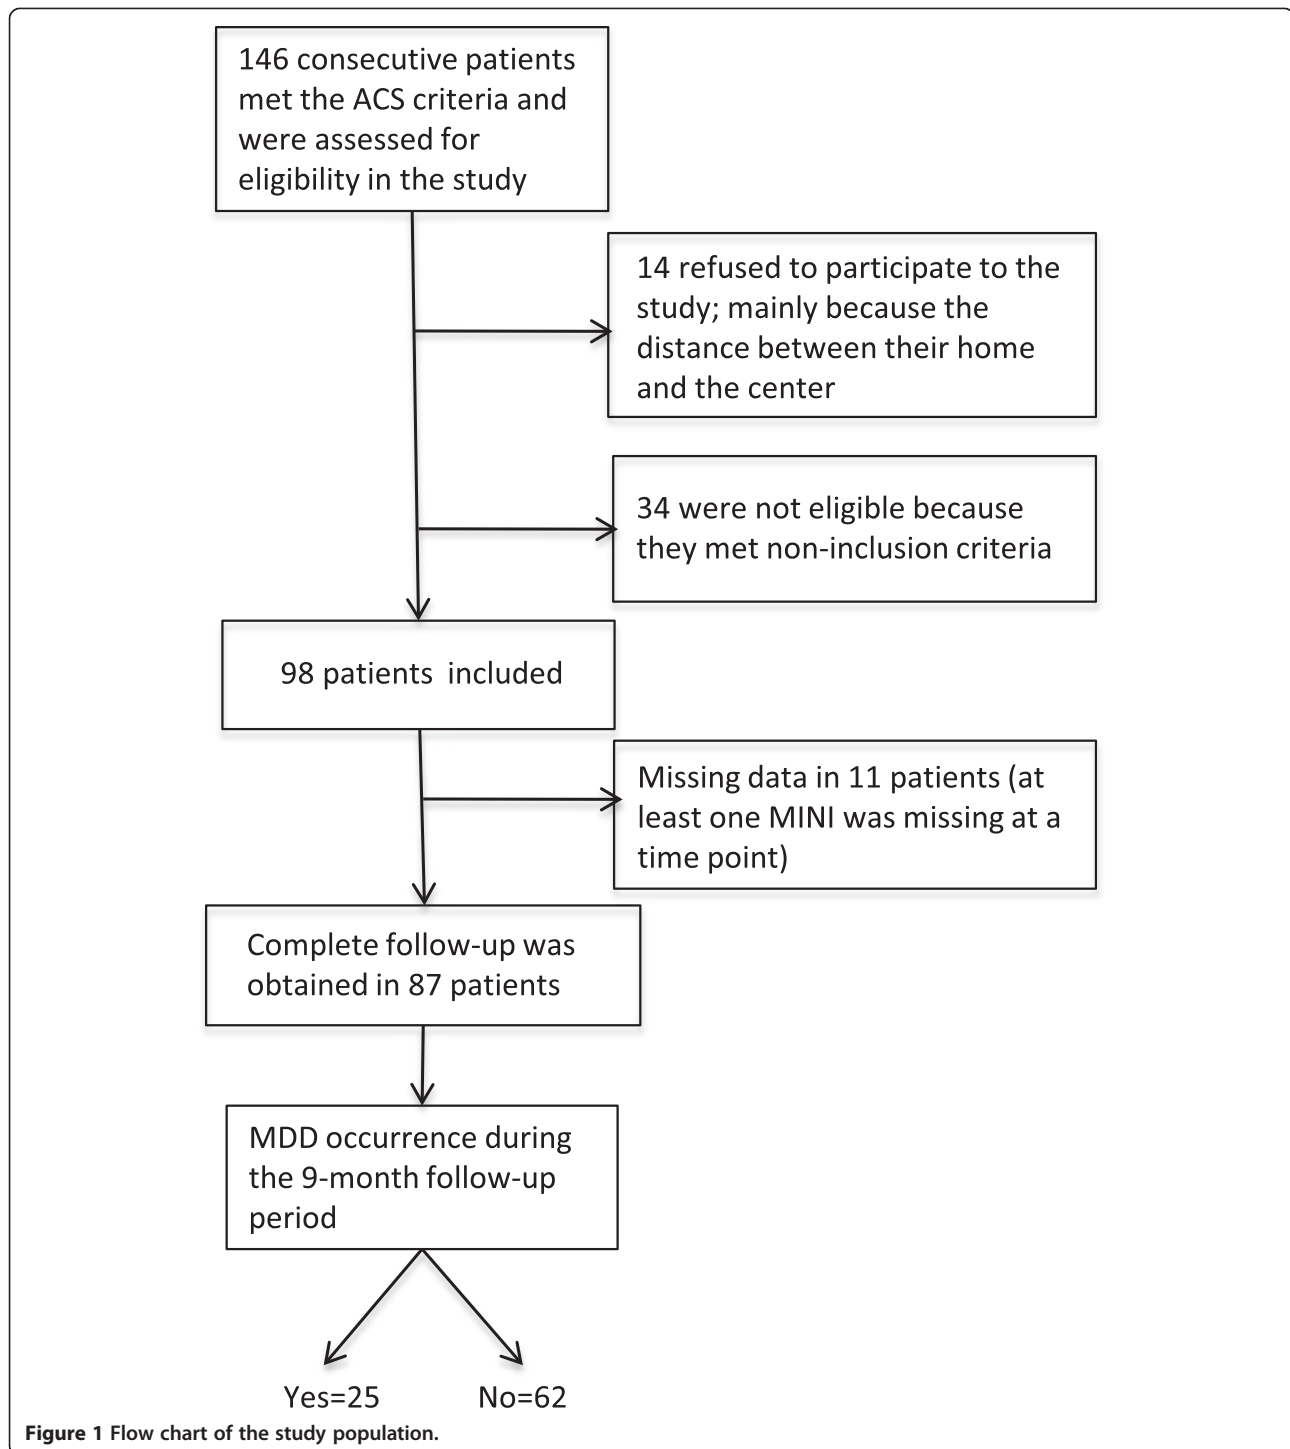 146 consecutive patients
met the ACS criteria and
were assessed for
eligibility in the study
14 refused to participate to the
study; mainly because the
distance between their home
and the center
34 were not eligible because
they met non-inclusion criteria
98 patients included
Missing data in 11 patients (at
least one MINI was missing at a
time point)
Complete follow-up was
obtained in 87 patients
MDD occurrence during
the 9-month follow-up
period
Yes=25
No=62
Figure 1 Flow chart of the study population.